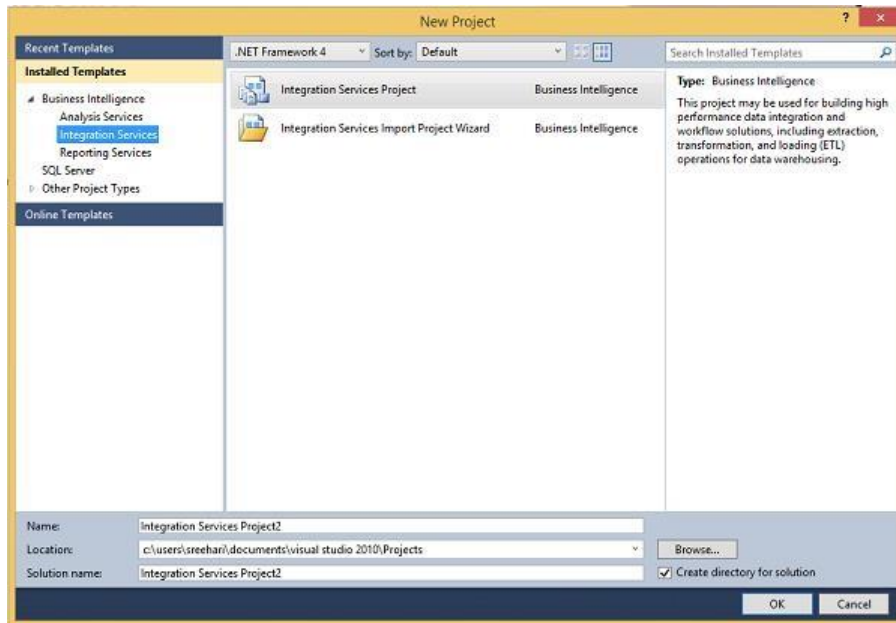 New Project
?
×
Recent Templates
Installed Templates
Business Intelligence
Analysis Services
Integration Services
Reporting Services
SQL Server
Other Project Types
Online Templates
.NET Framework 4 Sort by: Default
Integration Services Project Business Intelligence
Integration Services Import Project Wizard Business Intelligence
Search Installed Templates
Type: Business Intelligence
This project may be used for building high
performance data integration and
workflow solutions, including extraction,
transformation, and loading (ETL)
operations for data warehousing.
Name: Integration Services Project2
Location: c:\users\sreehari\documents\visual studio 2010\Projects Browse...
Solution name: Integration Services Project2 Create directory for solution
OK Cancel